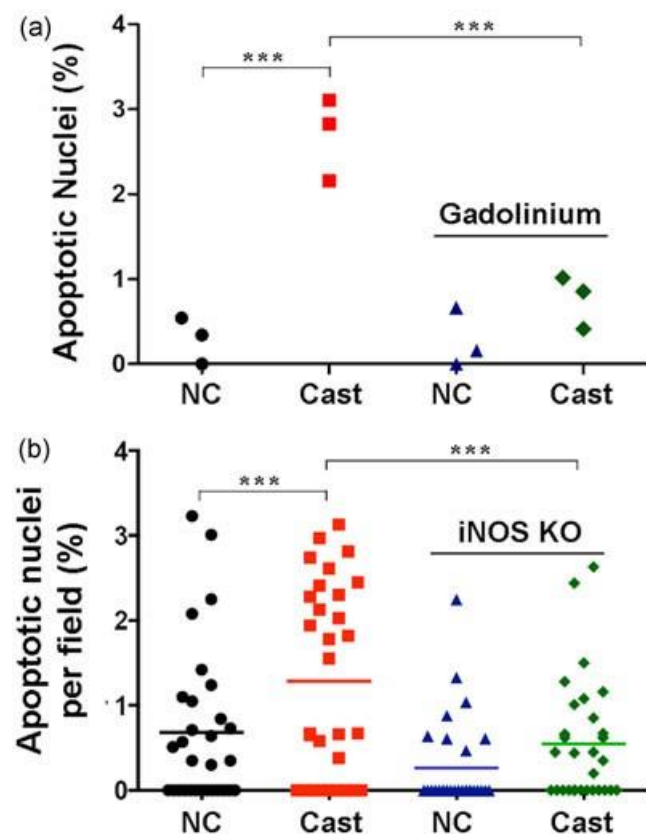 (a)
Apoptotic Nuclei (%)
4
3
2
1
0
***
***
Gadolinium
NC
Cast
NC
Cast
(b)
Apoptotic nuclei
per field (%)
4
3
2
1
0
***
***
iNOS KO
NC
Cast
NC
Cast